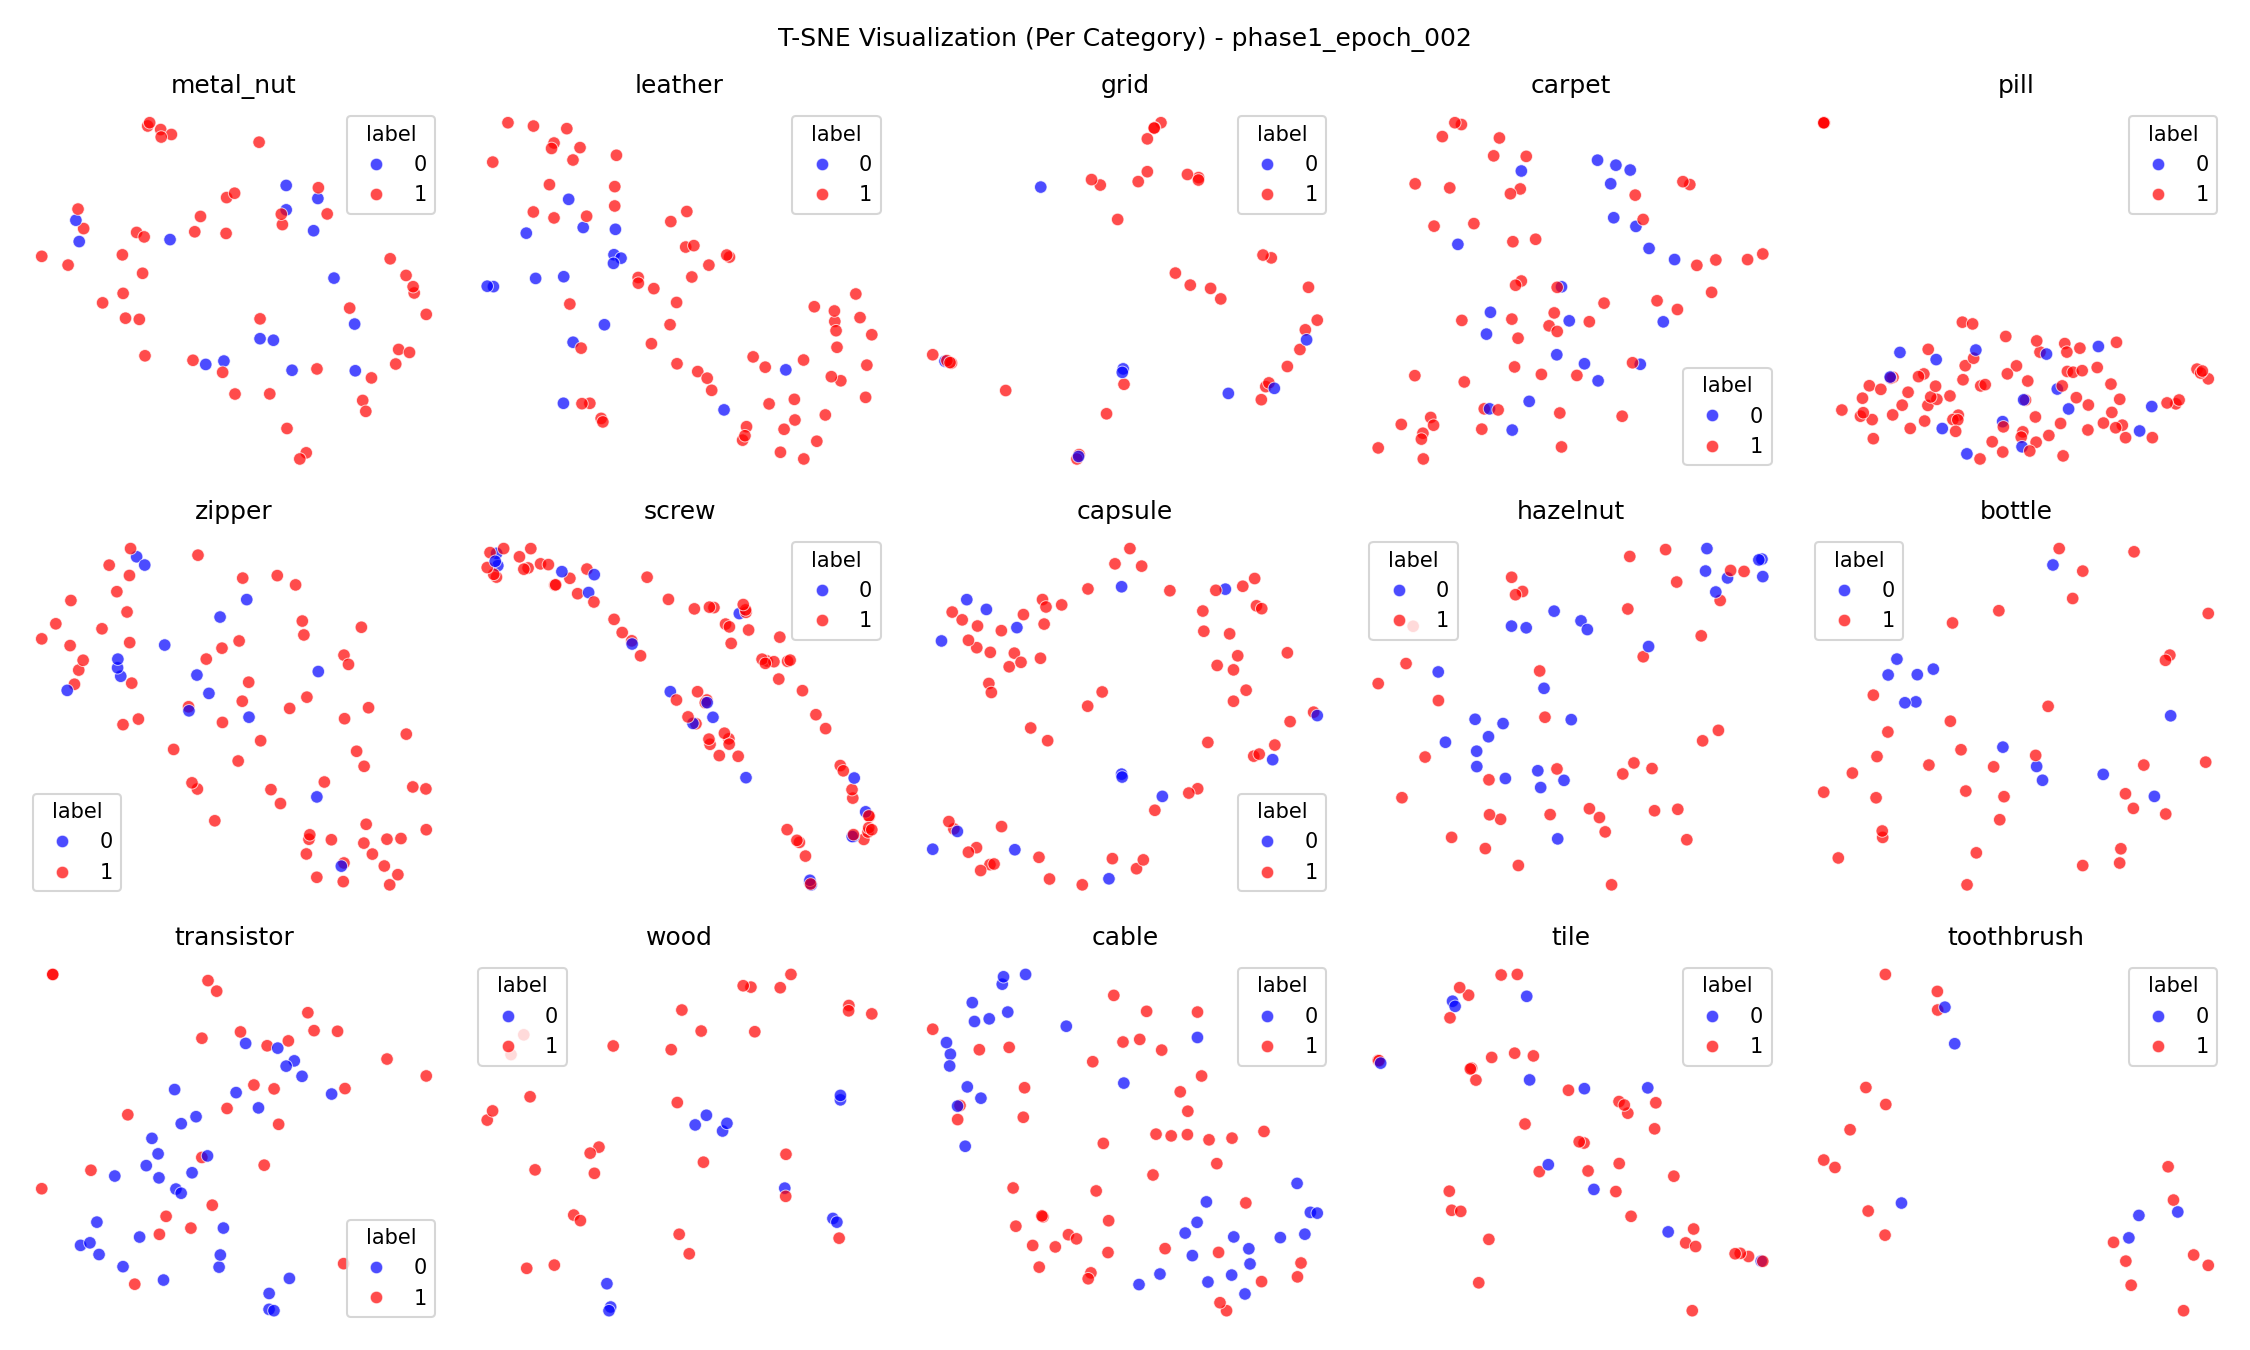 T-SNE Visualization (Per Category) - phase1_epoch_002
metal_nut
label
0
1
leather
label
0
1
grid
label
0
1
carpet
label
0
1
pill
label
0
1
zipper
label
0
1
screw
label
0
1
capsule
label
0
1
hazelnut
label
0
1
bottle
label
0
1
transistor
label
0
1
wood
label
0
1
cable
label
0
1
tile
label
0
1
toothbrush
label
0
1